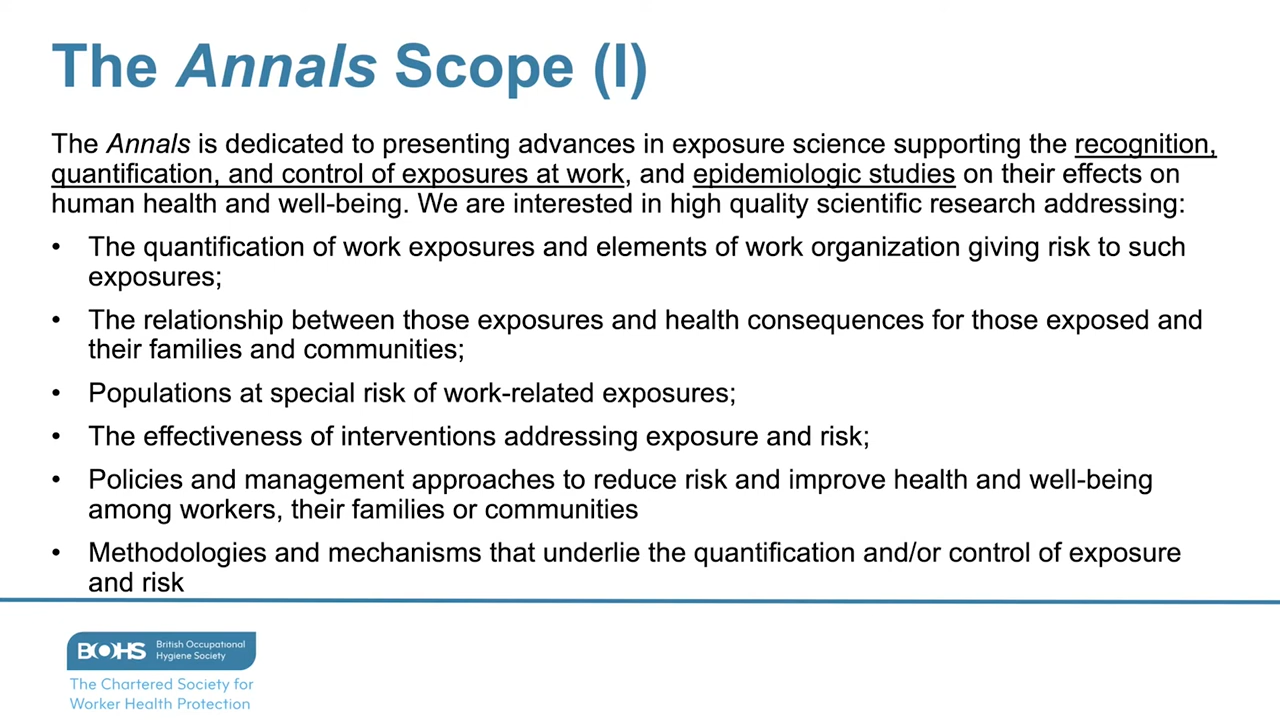 The Annals Scope (I)
The Annals is dedicated to presenting advances in exposure science supporting the recognition,
quantification, and control of exposures at work, and epidemiologic studies on their effects on
human health and well-being. We are interested in high quality scientific research addressing:
• The quantification of work exposures and elements of work organization giving risk to such
exposures;
• The relationship between those exposures and health consequences for those exposed and
their families and communities;
• Populations at special risk of work-related exposures;
• The effectiveness of interventions addressing exposure and risk;
• Policies and management approaches to reduce risk and improve health and well-being
among workers, their families or communities
• Methodologies and mechanisms that underlie the quantification and/or control of exposure
and risk
BOHS
British Occupational
Hygiene Society
The Chartered Society for
Worker Health Protection